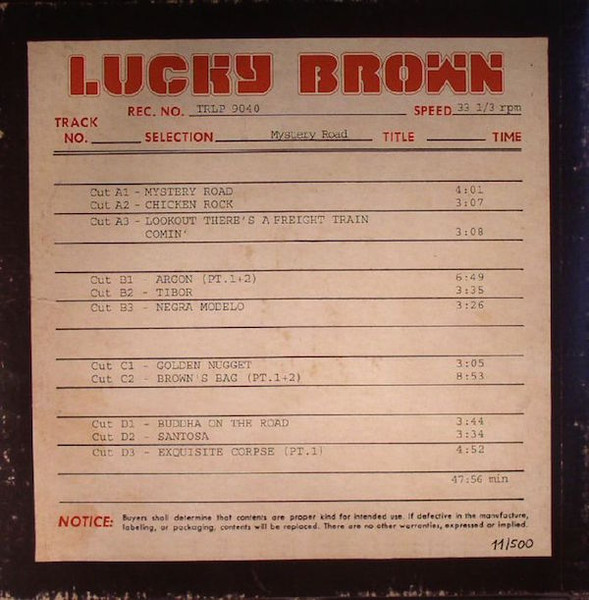 LUCKY BROWN
REC. NO. TRLP 9040 SPEED 33 1/3 rpm
TRACK
NO. SELECTION Mystery Road TITLE TIME
Cut A1 - MYSTERY ROAD 4:01
Cut A2 - CHICKEN ROCK 3:07
Cut A3 - LOOKOUT THERE'S A FREIGHT TRAIN
COMIN' 3:08
Cut B1 - ARGON (PT.1+2) 6:49
Cut B2 - TIBOR 3:35
Cut B3 - NEGRA MODELO 3:26
Cut C1 - GOLDEN NUGGET 3:05
Cut C2 - BROWN'S BAG (PT.1+2) 8:53
Cut D1 - BUDDHA ON THE ROAD 3:44
Cut D2 - SANTOSA 3:34
Cut D3 - EXQUISITE CORPSE (PT.1) 4:52
47:56 min
NOTICE: Buyers shall determine that contents are proper kind for intended use. If defective in the manufacture,
labeling, or packaging, contents will be replaced. There are no other warranties, expressed or implied.
11/500